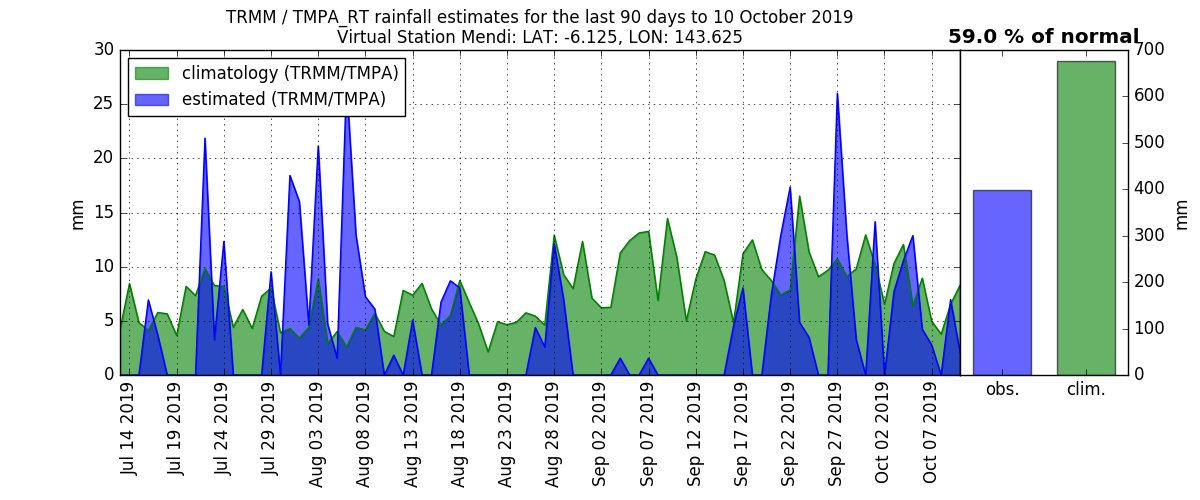 TRMM / TMPA_RT rainfall estimates for the last 90 days to 10 October 2019
Virtual Station Mendi: LAT: -6.125, LON: 143.625
59.0 % of normal
climatology (TRMM/TMPA)
estimated (TRMM/TMPA)
30
25
20
15
10
5
0
mm
Jul 14 2019
Jul 19 2019
Jul 24 2019
Jul 29 2019
Aug 03 2019
Aug 08 2019
Aug 13 2019
Aug 18 2019
Aug 23 2019
Aug 28 2019
Sep 02 2019
Sep 07 2019
Sep 12 2019
Sep 17 2019
Sep 22 2019
Sep 27 2019
Oct 02 2019
Oct 07 2019
700
600
500
400
300
200
100
0
mm
obs.
clim.